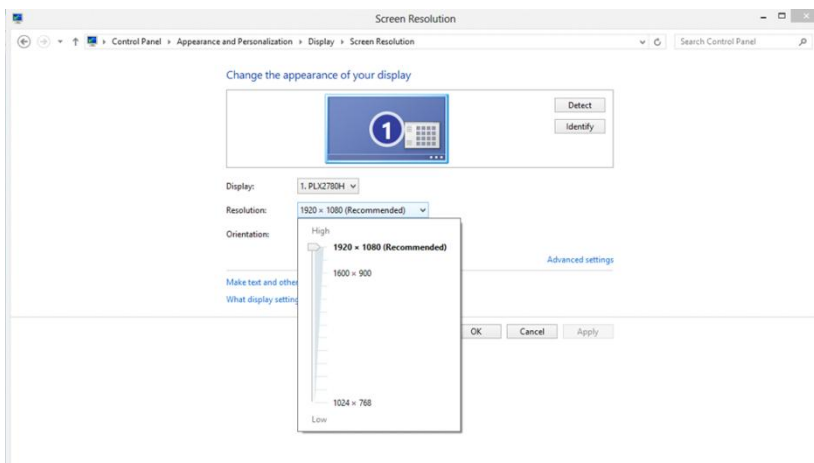 Screen Resolution
Control Panel Appearance and Personalization Display Screen Resolution
Search Control Panel
Change the appearance of your display
1
Detect
Identify
Display: 1. PLX2780H
Resolution: 1920 × 1080 (Recommended)
Orientation:
High
1920 × 1080 (Recommended)
1600 × 900
1024 × 768
Low
Advanced settings
Make text and other
What display setting
OK Cancel Apply